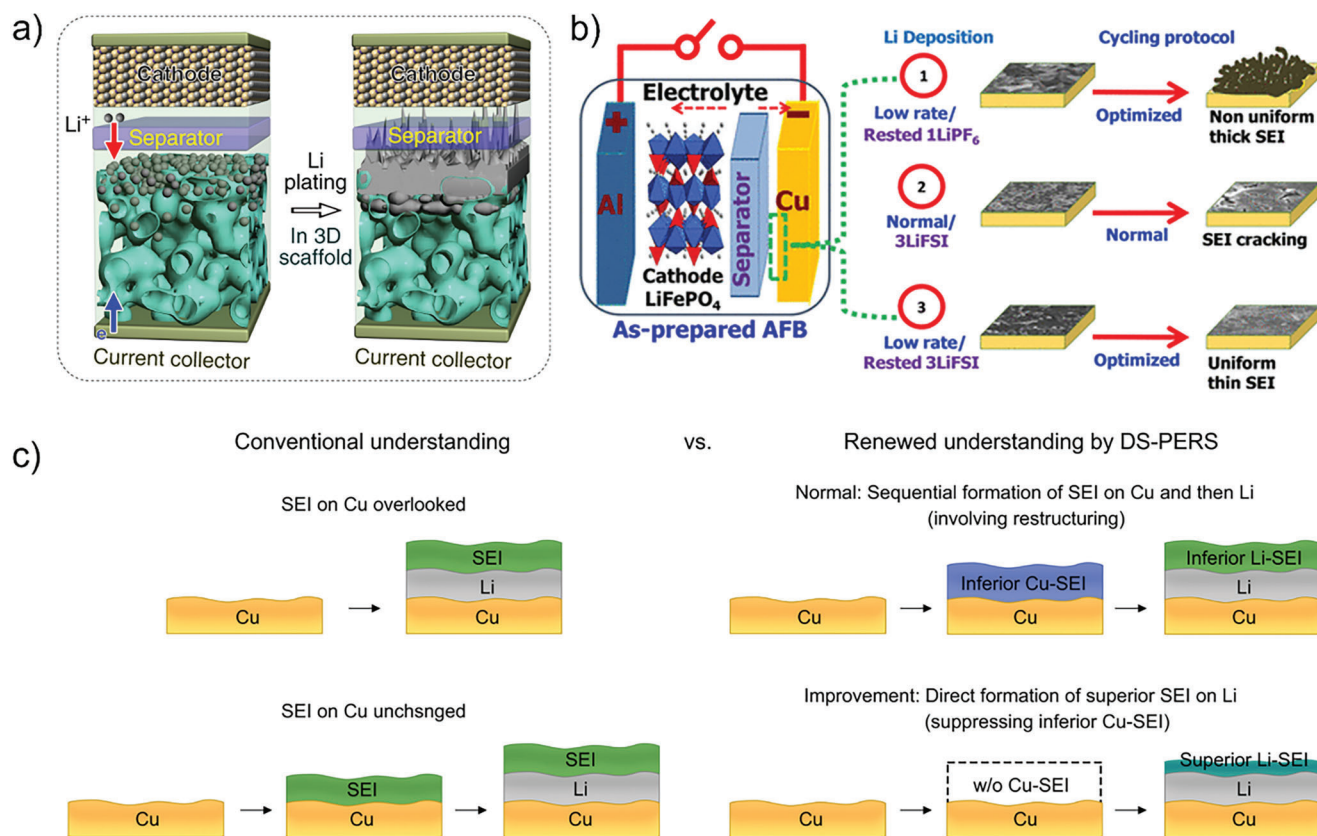 a)
Cathode
Li⁺
Separator
Current collector
Li
plating
In 3D
scaffold
e
Cathode
Separator
Current collector
b)
Electrolyte
+
−
Al
Cathode
LiFePO₄
Separator
Cu
As-prepared AFB
Li Deposition
Cycling protocol
1
Low rate/
Rested 1LiPF₆
Optimized
Non uniform
thick SEI
2
Normal/
3LiFSI
Normal
SEI cracking
3
Low rate/
Rested 3LiFSI
Optimized
Uniform
thin SEI
c)
Conventional understanding
vs.
Renewed understanding by DS-PERS
SEI on Cu overlooked
Cu
SEI
Li
Cu
SEI on Cu unchsnged
Cu
SEI
Cu
SEI
Li
Cu
Normal: Sequential formation of SEI on Cu and then Li
(involving restructuring)
Cu
Inferior Cu-SEI
Cu
Inferior Li-SEI
Li
Cu
Improvement: Direct formation of superior SEI on Li
(suppressing inferior Cu-SEI)
Cu
w/o Cu-SEI
Cu
Superior Li-SEI
Li
Cu